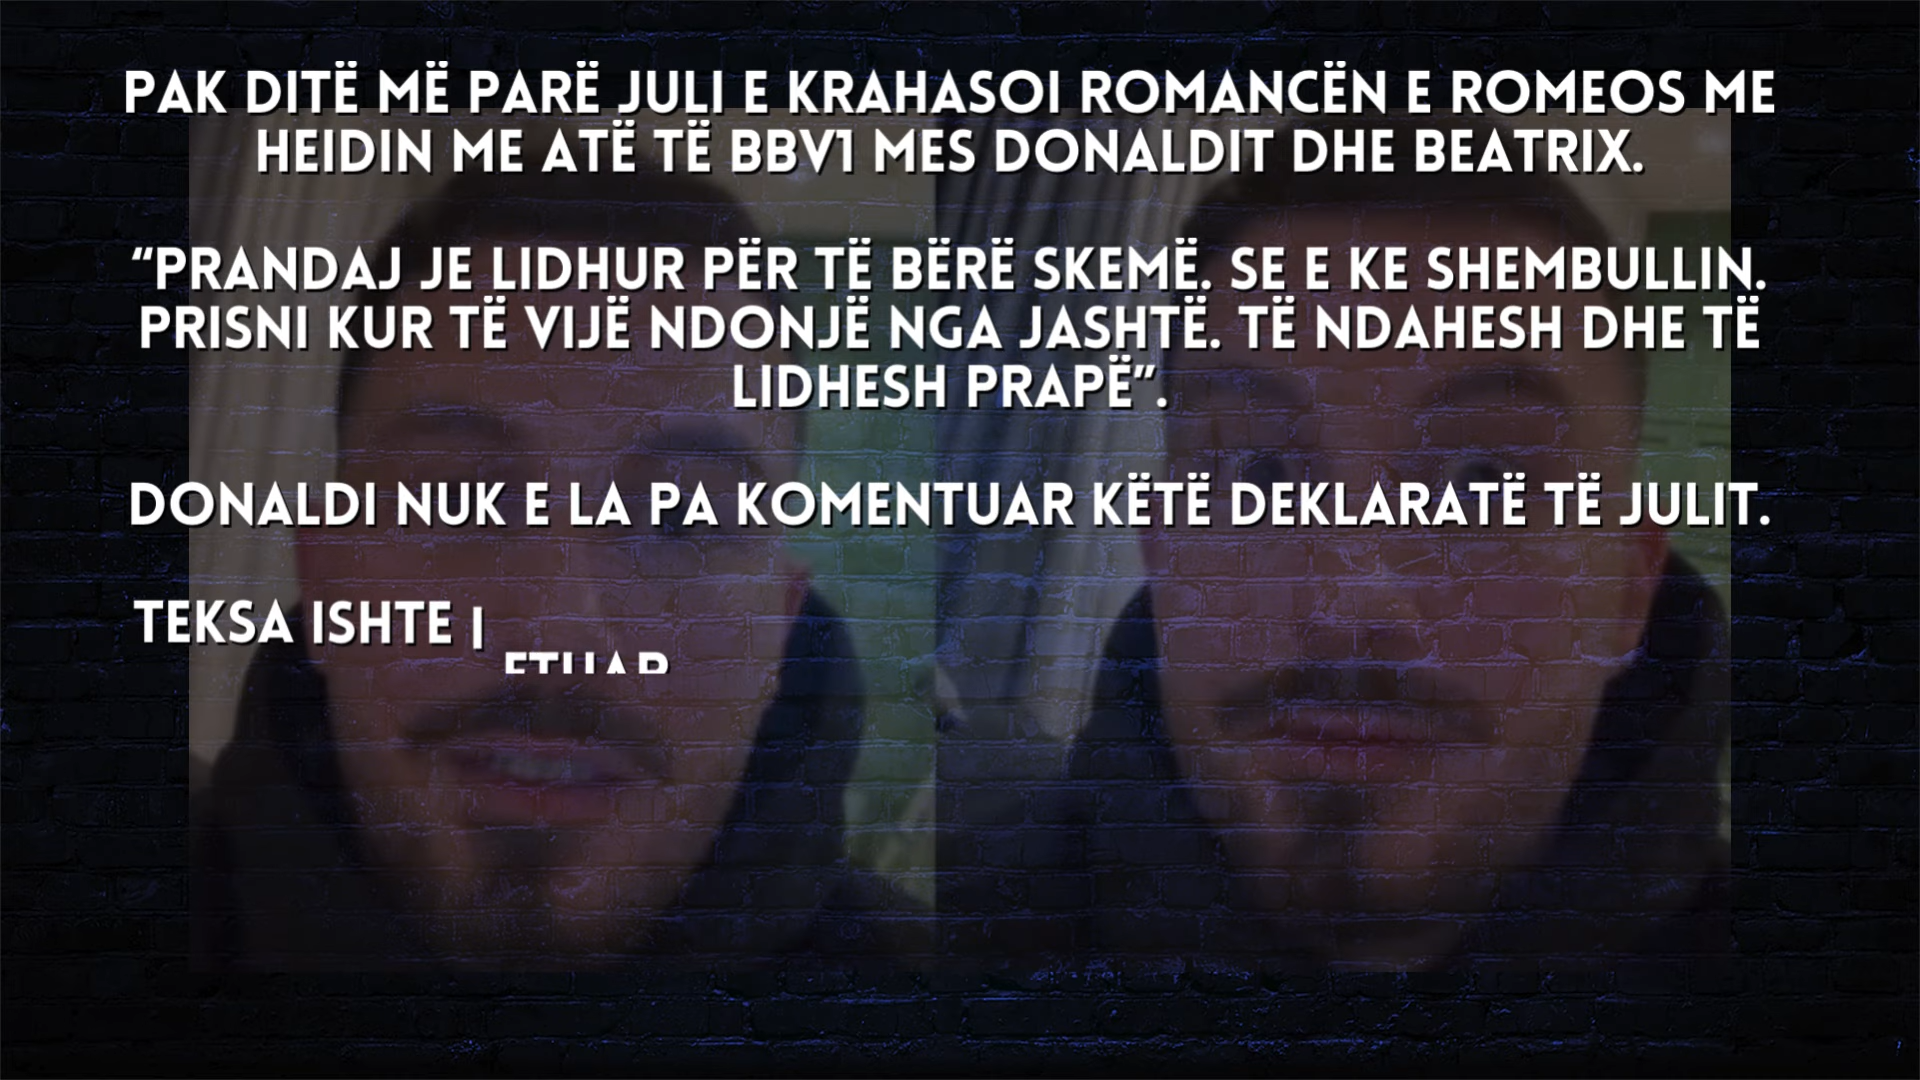 PAK DITË MË PARË JULI E KRAHASOI ROMANCËN E ROMEOS ME
HEIDIN ME ATË TË BBV1 MES DONALDIT DHE BEATRIX.
“PRANDAJ JE LIDHUR PËR TË BËRË SKEMË. SE E KE SHEMBULLIN.
PRISNI KUR TË VIJË NDONJË NGA JASHTË. TË NDAHESH DHE TË
LIDHESH PRAPË”.
DONALDI NUK E LA PA KOMENTUAR KËTË DEKLARATË TË JULIT.
TEKSA ISHTE